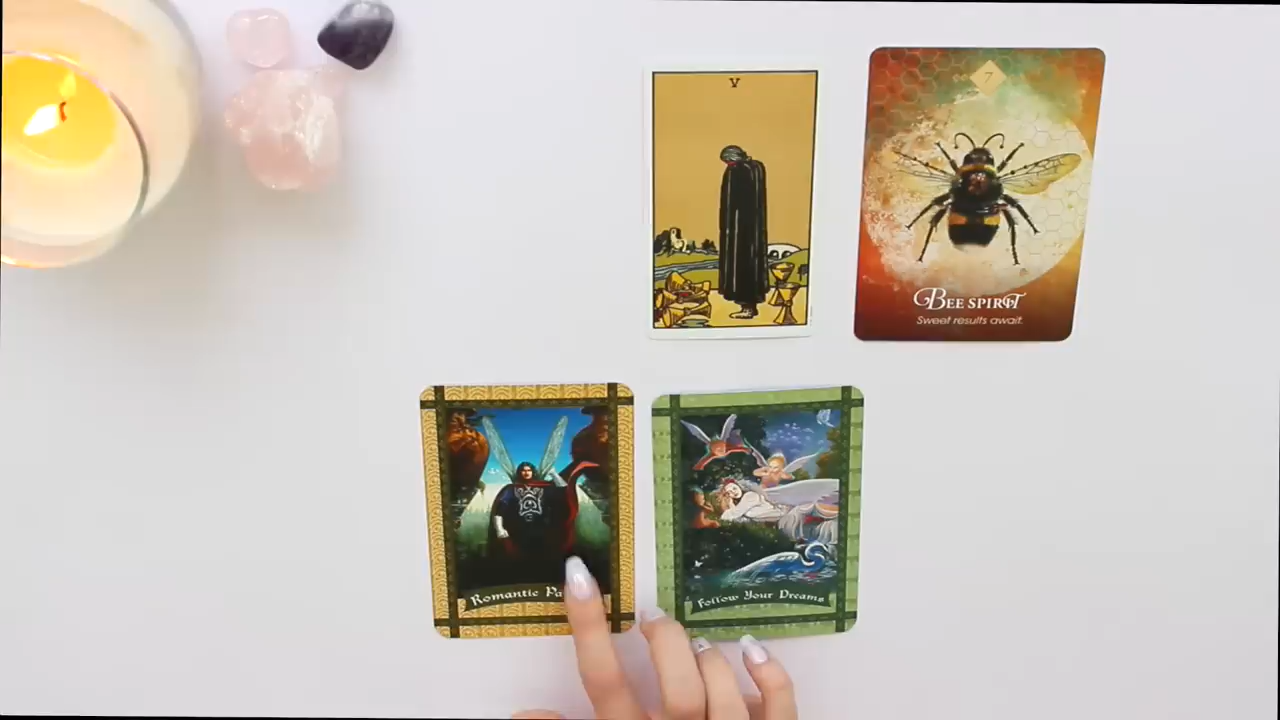 V
7
BEE SPIRIT
Sweet results await.
Romantic
Follow Your Dreams